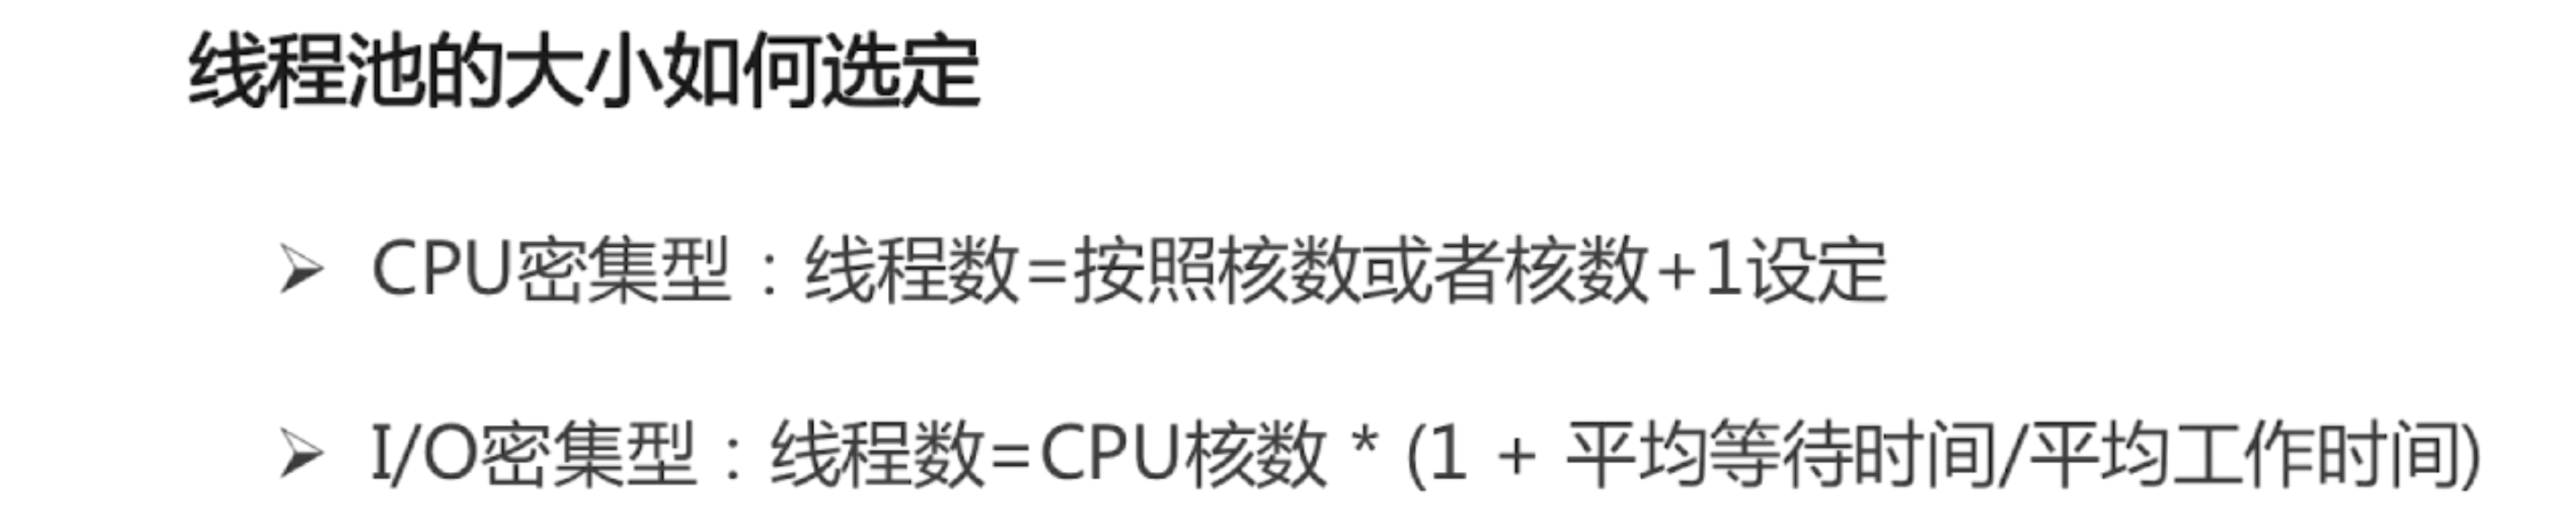 线程池的大小如何选定
➢ CPU密集型：线程数=按照核数或者核数+1设定
➢ I/O密集型：线程数=CPU核数 * (1 + 平均等待时间/平均工作时间)